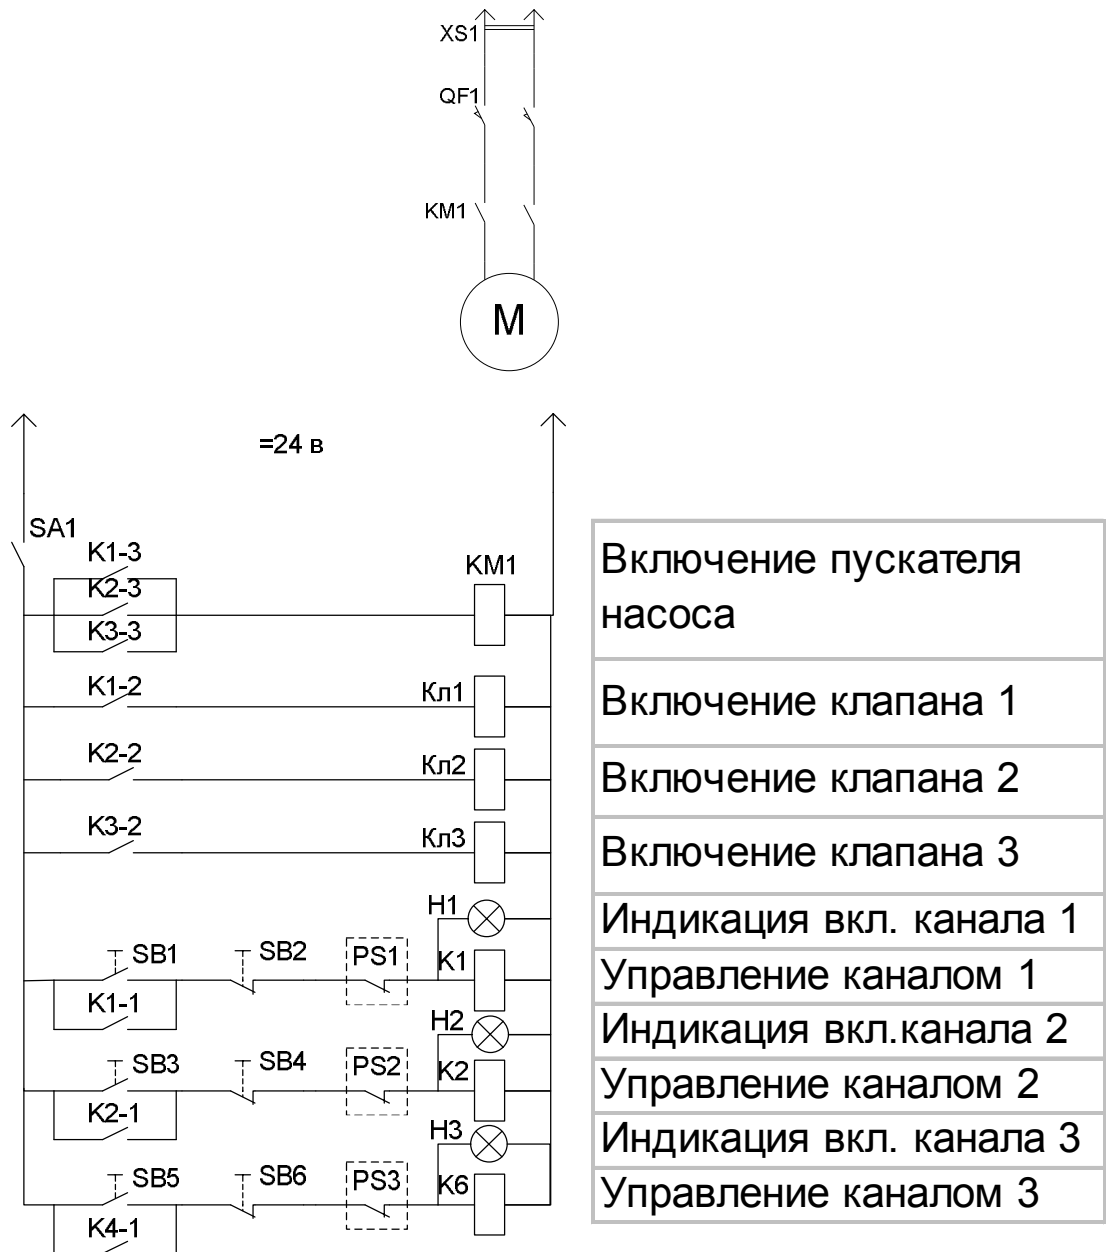 XS1
QF1
KM1
M
=24 в
SA1
K1-3
KM1
K2-3
K3-3
K1-2
Кл1
K2-2
Кл2
K3-2
Кл3
H1
SB1
SB2
PS1
K1
K1-1
H2
SB3
SB4
PS2
K2
K2-1
H3
SB5
SB6
PS3
K6
K4-1
Включение пускателя
насоса
Включение клапана 1
Включение клапана 2
Включение клапана 3
Индикация вкл. канала 1
Управление каналом 1
Индикация вкл.канала 2
Управление каналом 2
Индикация вкл. канала 3
Управление каналом 3